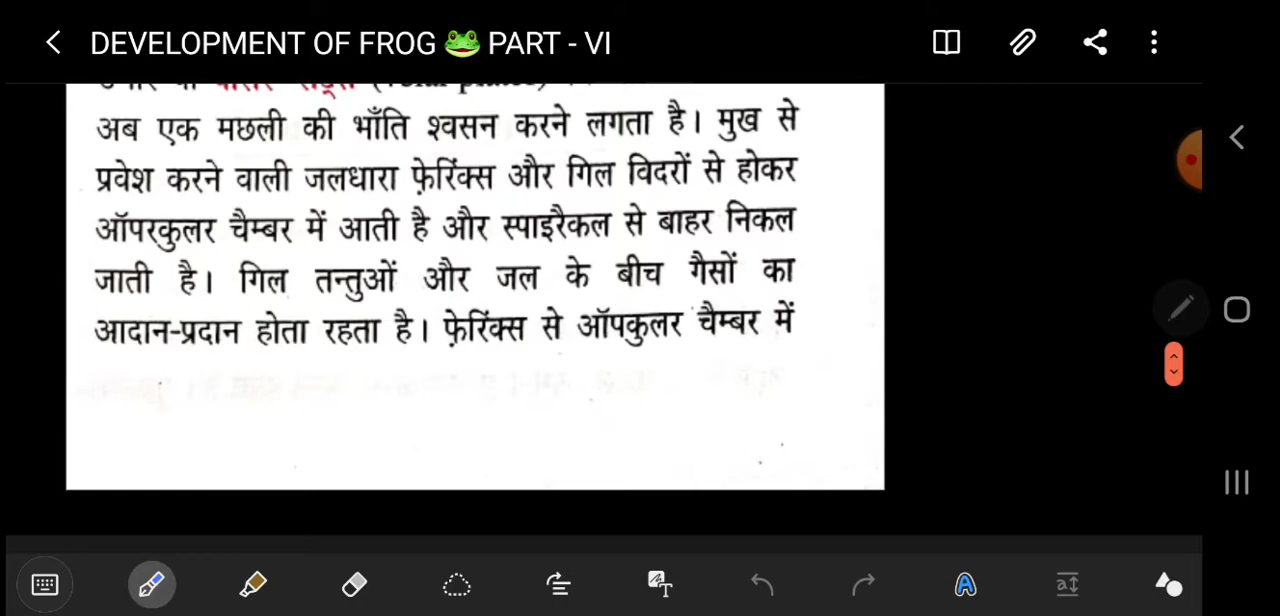 DEVELOPMENT OF FROG 🐸 PART - VI
अब एक मछली की भाँति श्वसन करने लगता है। मुख से
प्रवेश करने वाली जलधारा फ़ेरिंक्स और गिल विदरों से होकर
ऑपरकुलर चैम्बर में आती है और स्पाइरैकल से बाहर निकल
जाती है। गिल तन्तुओं और जल के बीच गैसों का
आदान-प्रदान होता रहता है। फ़ेरिंक्स से ऑपकुलर चैम्बर में